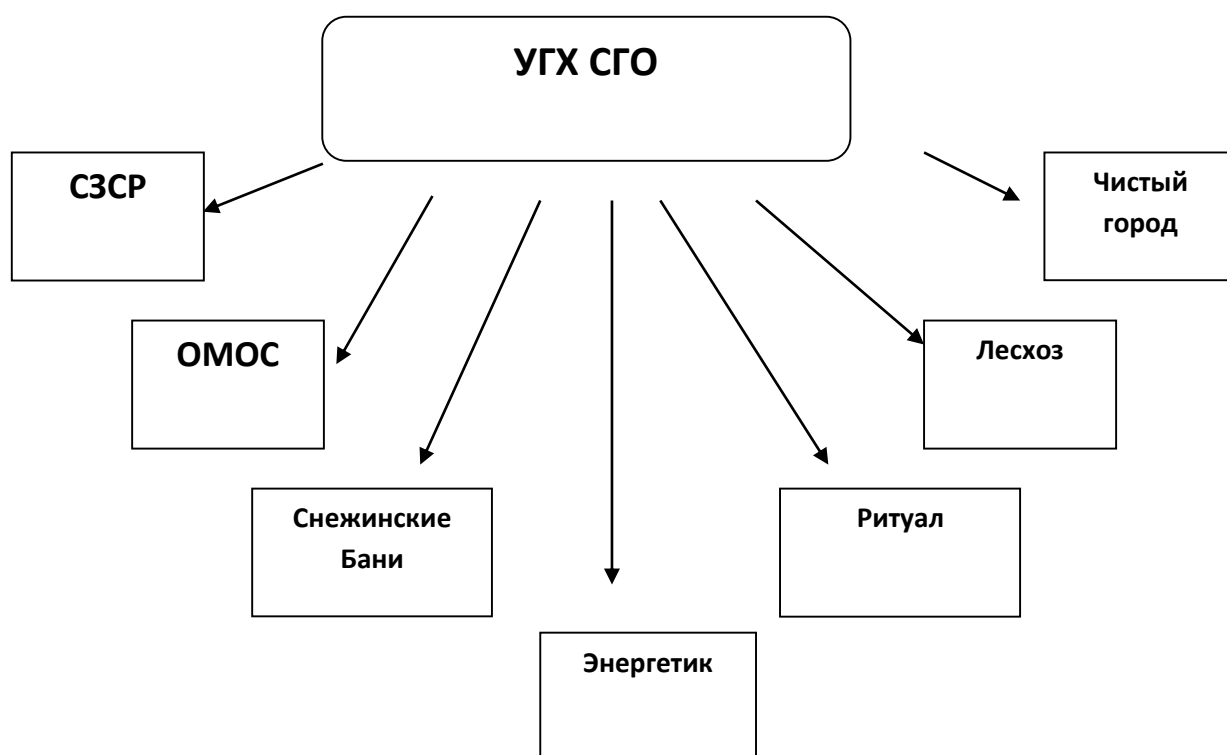 УГХ СГО
СЗСР
Чистый
город
ОМОС
Лесхоз
Снежинские
Бани
Ритуал
Энергетик